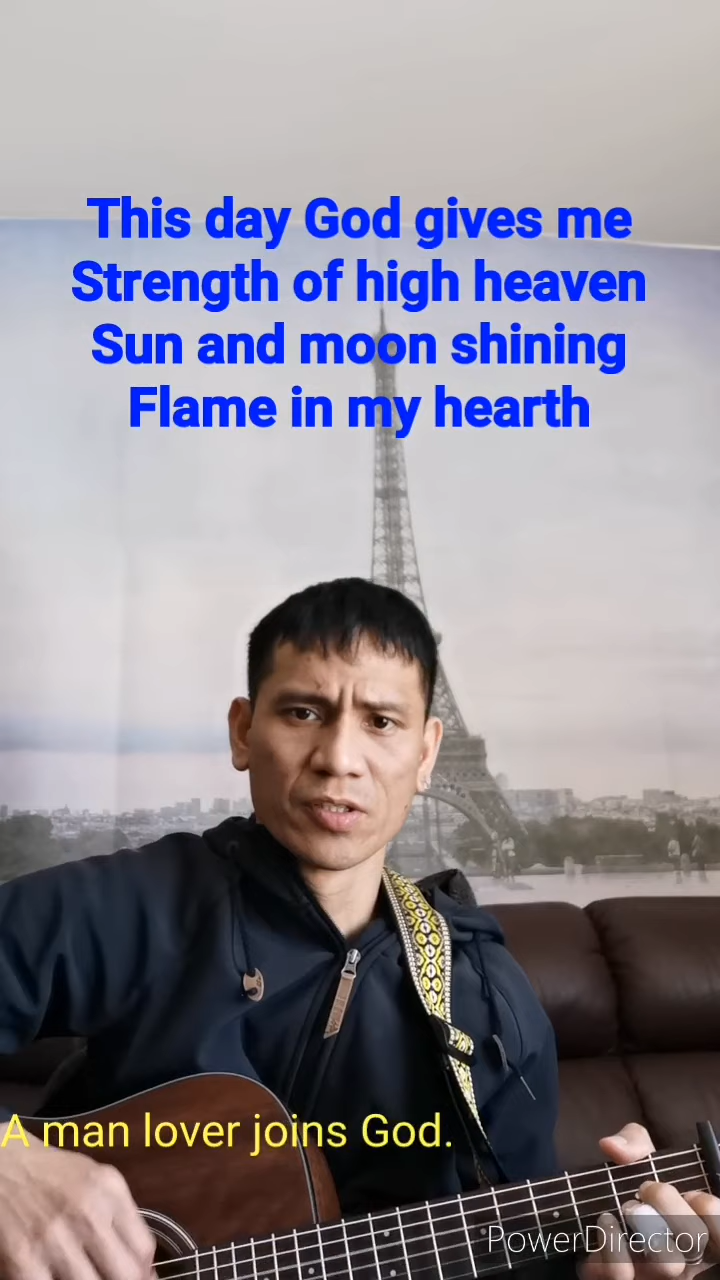 This day God gives me
Strength of high heaven
Sun and moon shining
Flame in my hearth
A man lover joins God.
PowerDirector